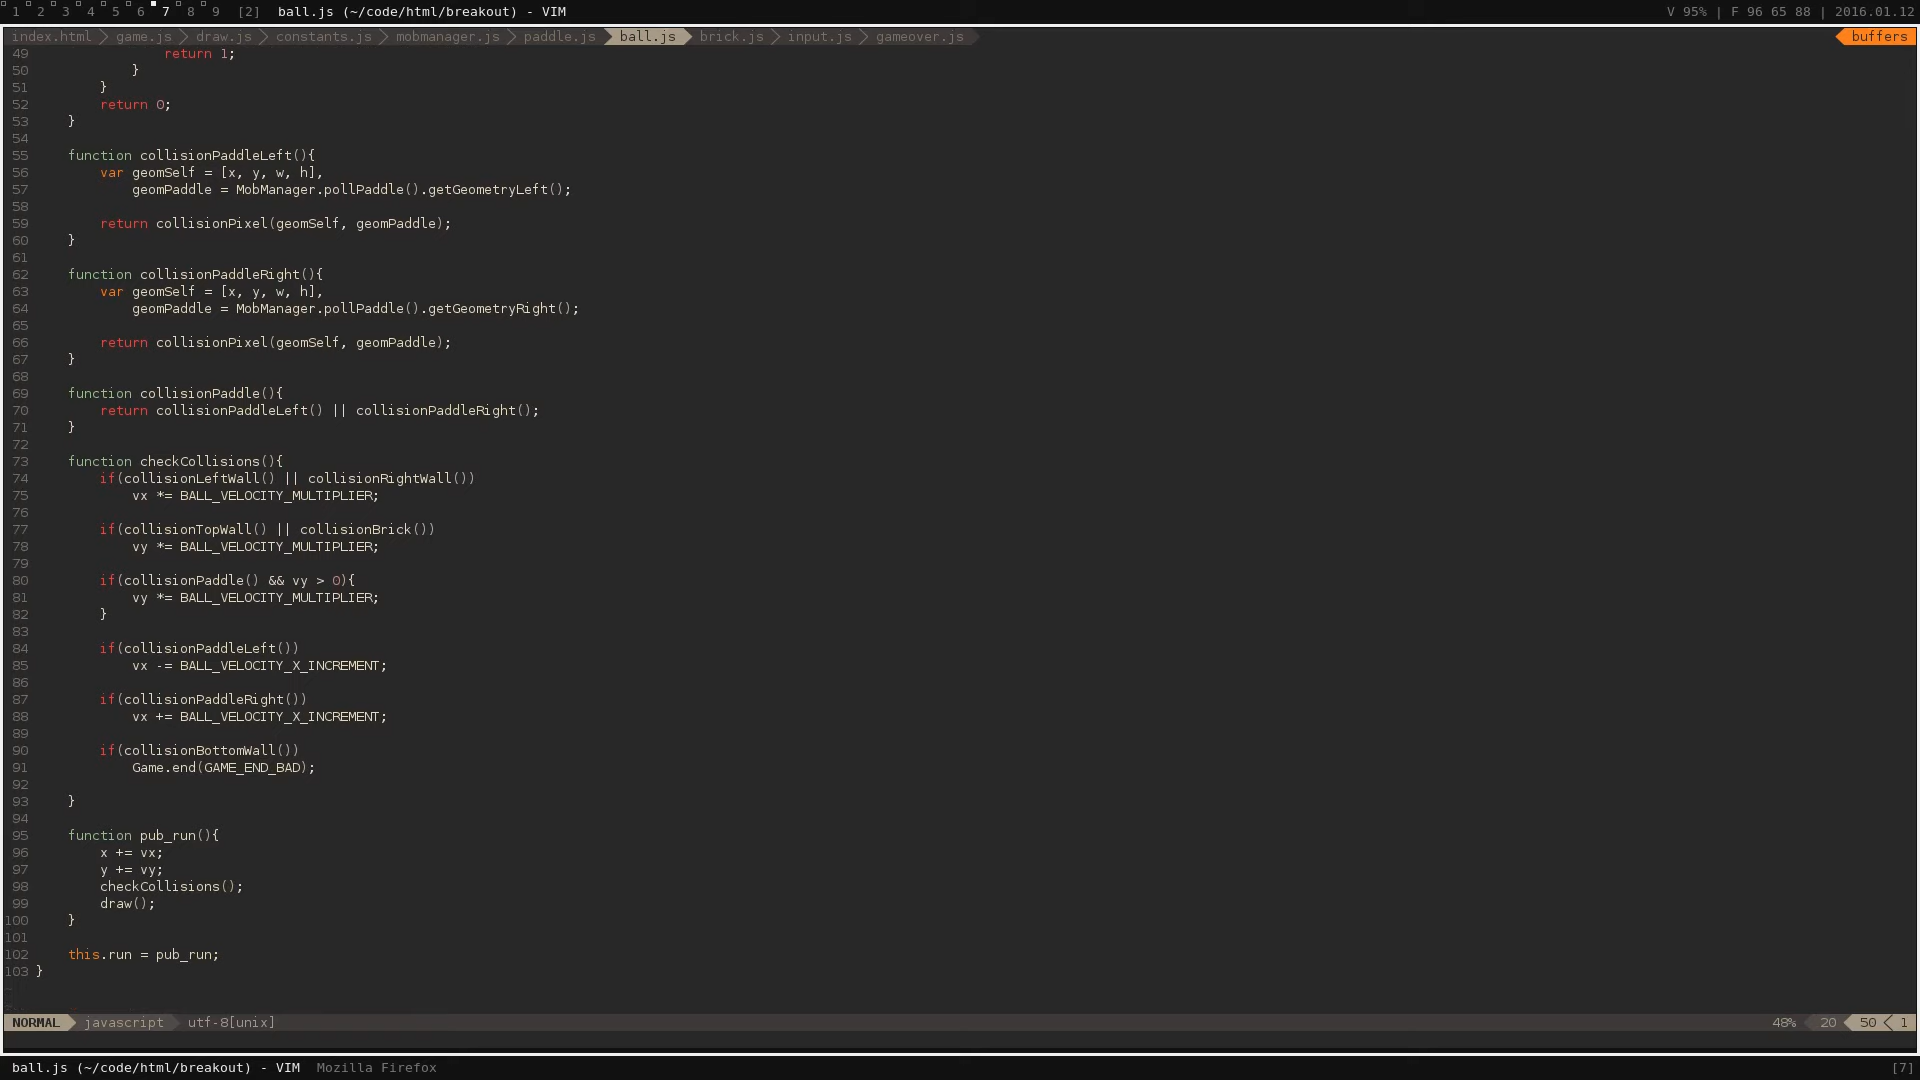 1 2 3 4 5 6 7 8 9 [2] ball.js (~/code/html/breakout) - VIM V 95% | F 96 65 88 | 2016.01.12
index.html game.js draw.js constants.js mobmanager.js paddle.js ball.js brick.js input.js gameover.js buffers
49                 return 1;
50             }
51         }
52         return 0;
53     }
54
55     function collisionPaddleLeft(){
56         var geomSelf = [x, y, w, h],
57             geomPaddle = MobManager.pollPaddle().getGeometryLeft();
58
59         return collisionPixel(geomSelf, geomPaddle);
60     }
61
62     function collisionPaddleRight(){
63         var geomSelf = [x, y, w, h],
64             geomPaddle = MobManager.pollPaddle().getGeometryRight();
65
66         return collisionPixel(geomSelf, geomPaddle);
67     }
68
69     function collisionPaddle(){
70         return collisionPaddleLeft() || collisionPaddleRight();
71     }
72
73     function checkCollisions(){
74         if(collisionLeftWall() || collisionRightWall())
75             vx *= BALL_VELOCITY_MULTIPLIER;
76
77         if(collisionTopWall() || collisionBrick())
78             vy *= BALL_VELOCITY_MULTIPLIER;
79
80         if(collisionPaddle() && vy > 0){
81             vy *= BALL_VELOCITY_MULTIPLIER;
82         }
83
84         if(collisionPaddleLeft())
85             vx -= BALL_VELOCITY_X_INCREMENT;
86
87         if(collisionPaddleRight())
88             vx += BALL_VELOCITY_X_INCREMENT;
89
90         if(collisionBottomWall())
91             Game.end(GAME_END_BAD);
92
93     }
94
95     function pub_run(){
96         x += vx;
97         y += vy;
98         checkCollisions();
99         draw();
100     }
101
102     this.run = pub_run;
103 }
~
~
NORMAL javascript utf-8[unix] 48% 20 50 < 1
ball.js (~/code/html/breakout) - VIM Mozilla Firefox [7]